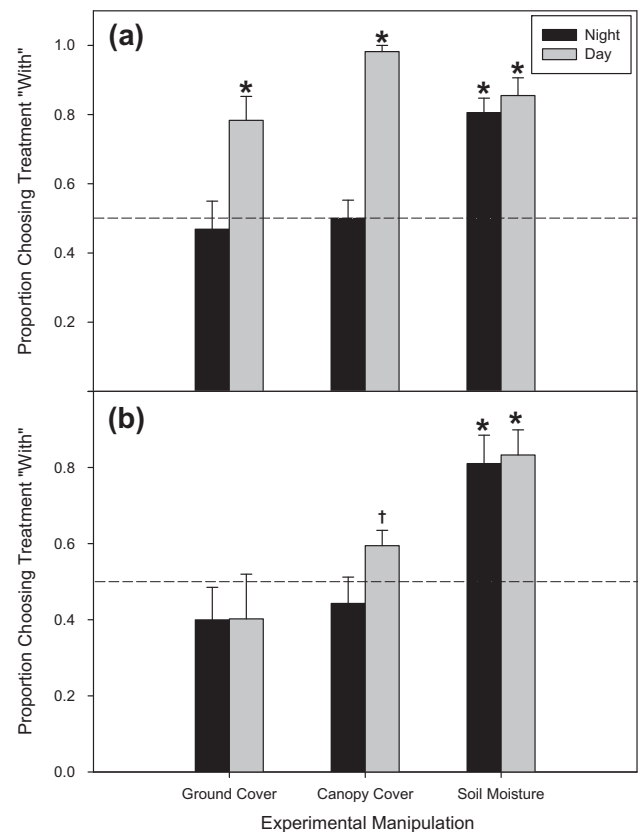 (a)
Night
Day
Proportion Choosing Treatment "With"
1.0
0.8
0.6
0.4
0.2
*
*
*
*
(b)
Proportion Choosing Treatment "With"
0.8
0.6
0.4
0.2
0.0
†
*
*
Ground Cover
Canopy Cover
Soil Moisture
Experimental Manipulation